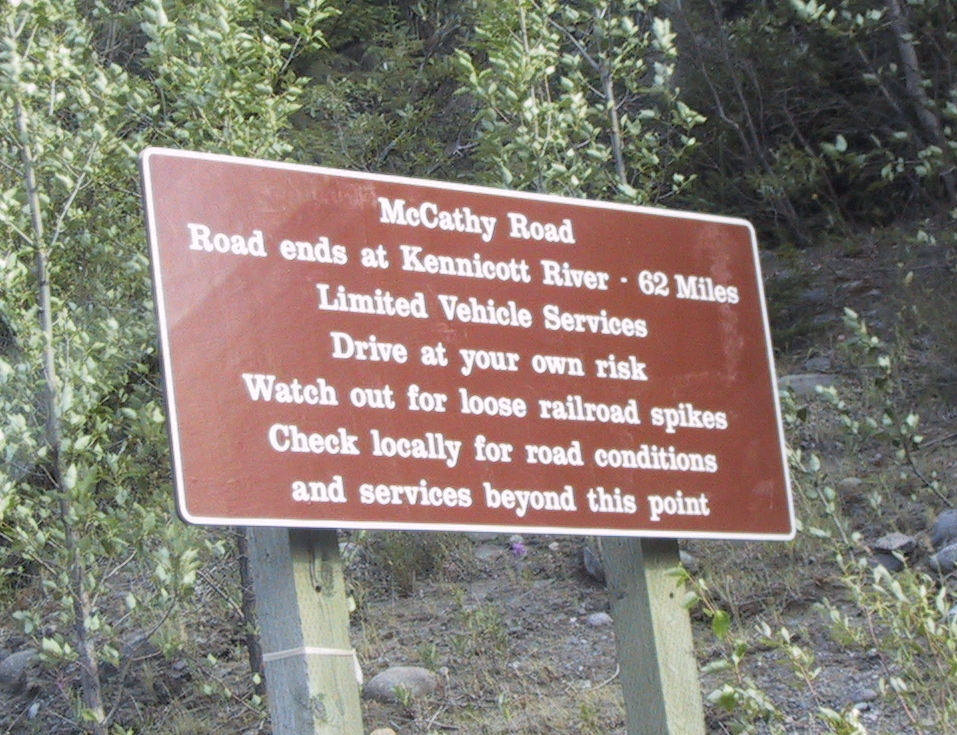 McCathy Road
Road ends at Kennicott River · 62 Miles
Limited Vehicle Services
Drive at your own risk
Watch out for loose railroad spikes
Check locally for road conditions
and services beyond this point